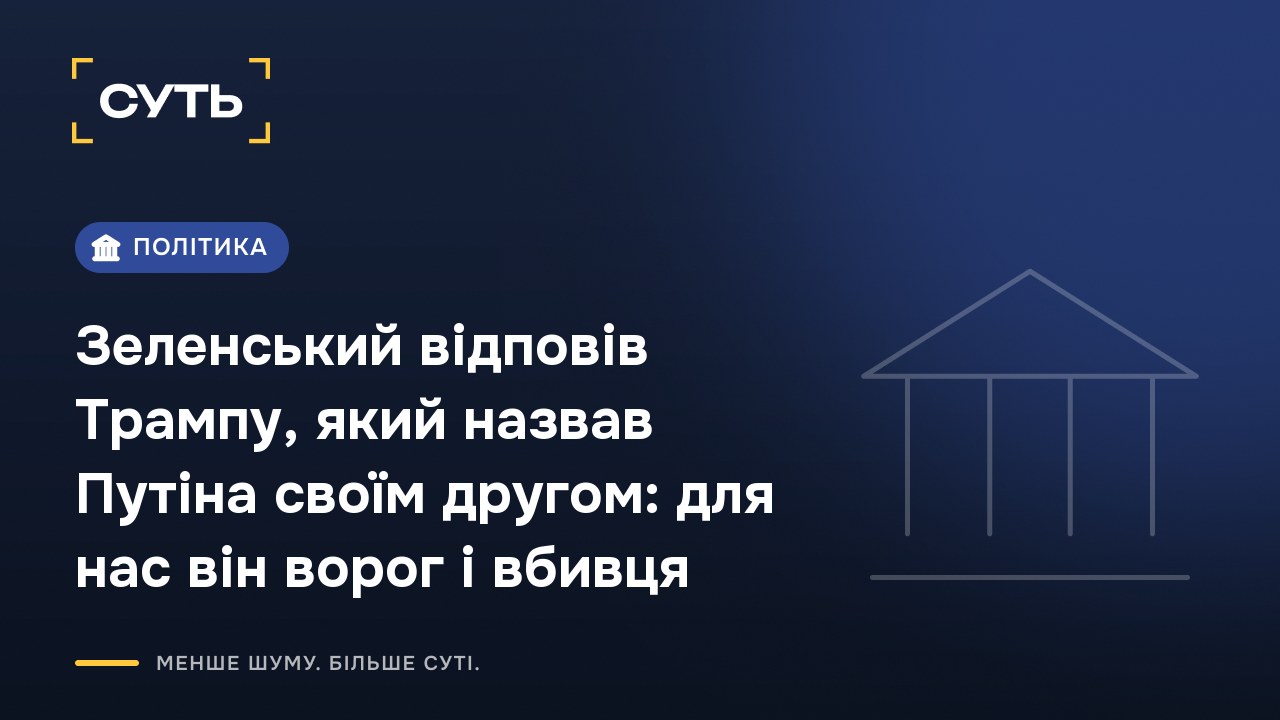 СУТЬ
ПОЛІТИКА
Зеленський відповів
Трампу, який назвав
Путіна своїм другом: для
нас він ворог і вбивця
МЕНШЕ ШУМУ. БІЛЬШЕ СУТІ.